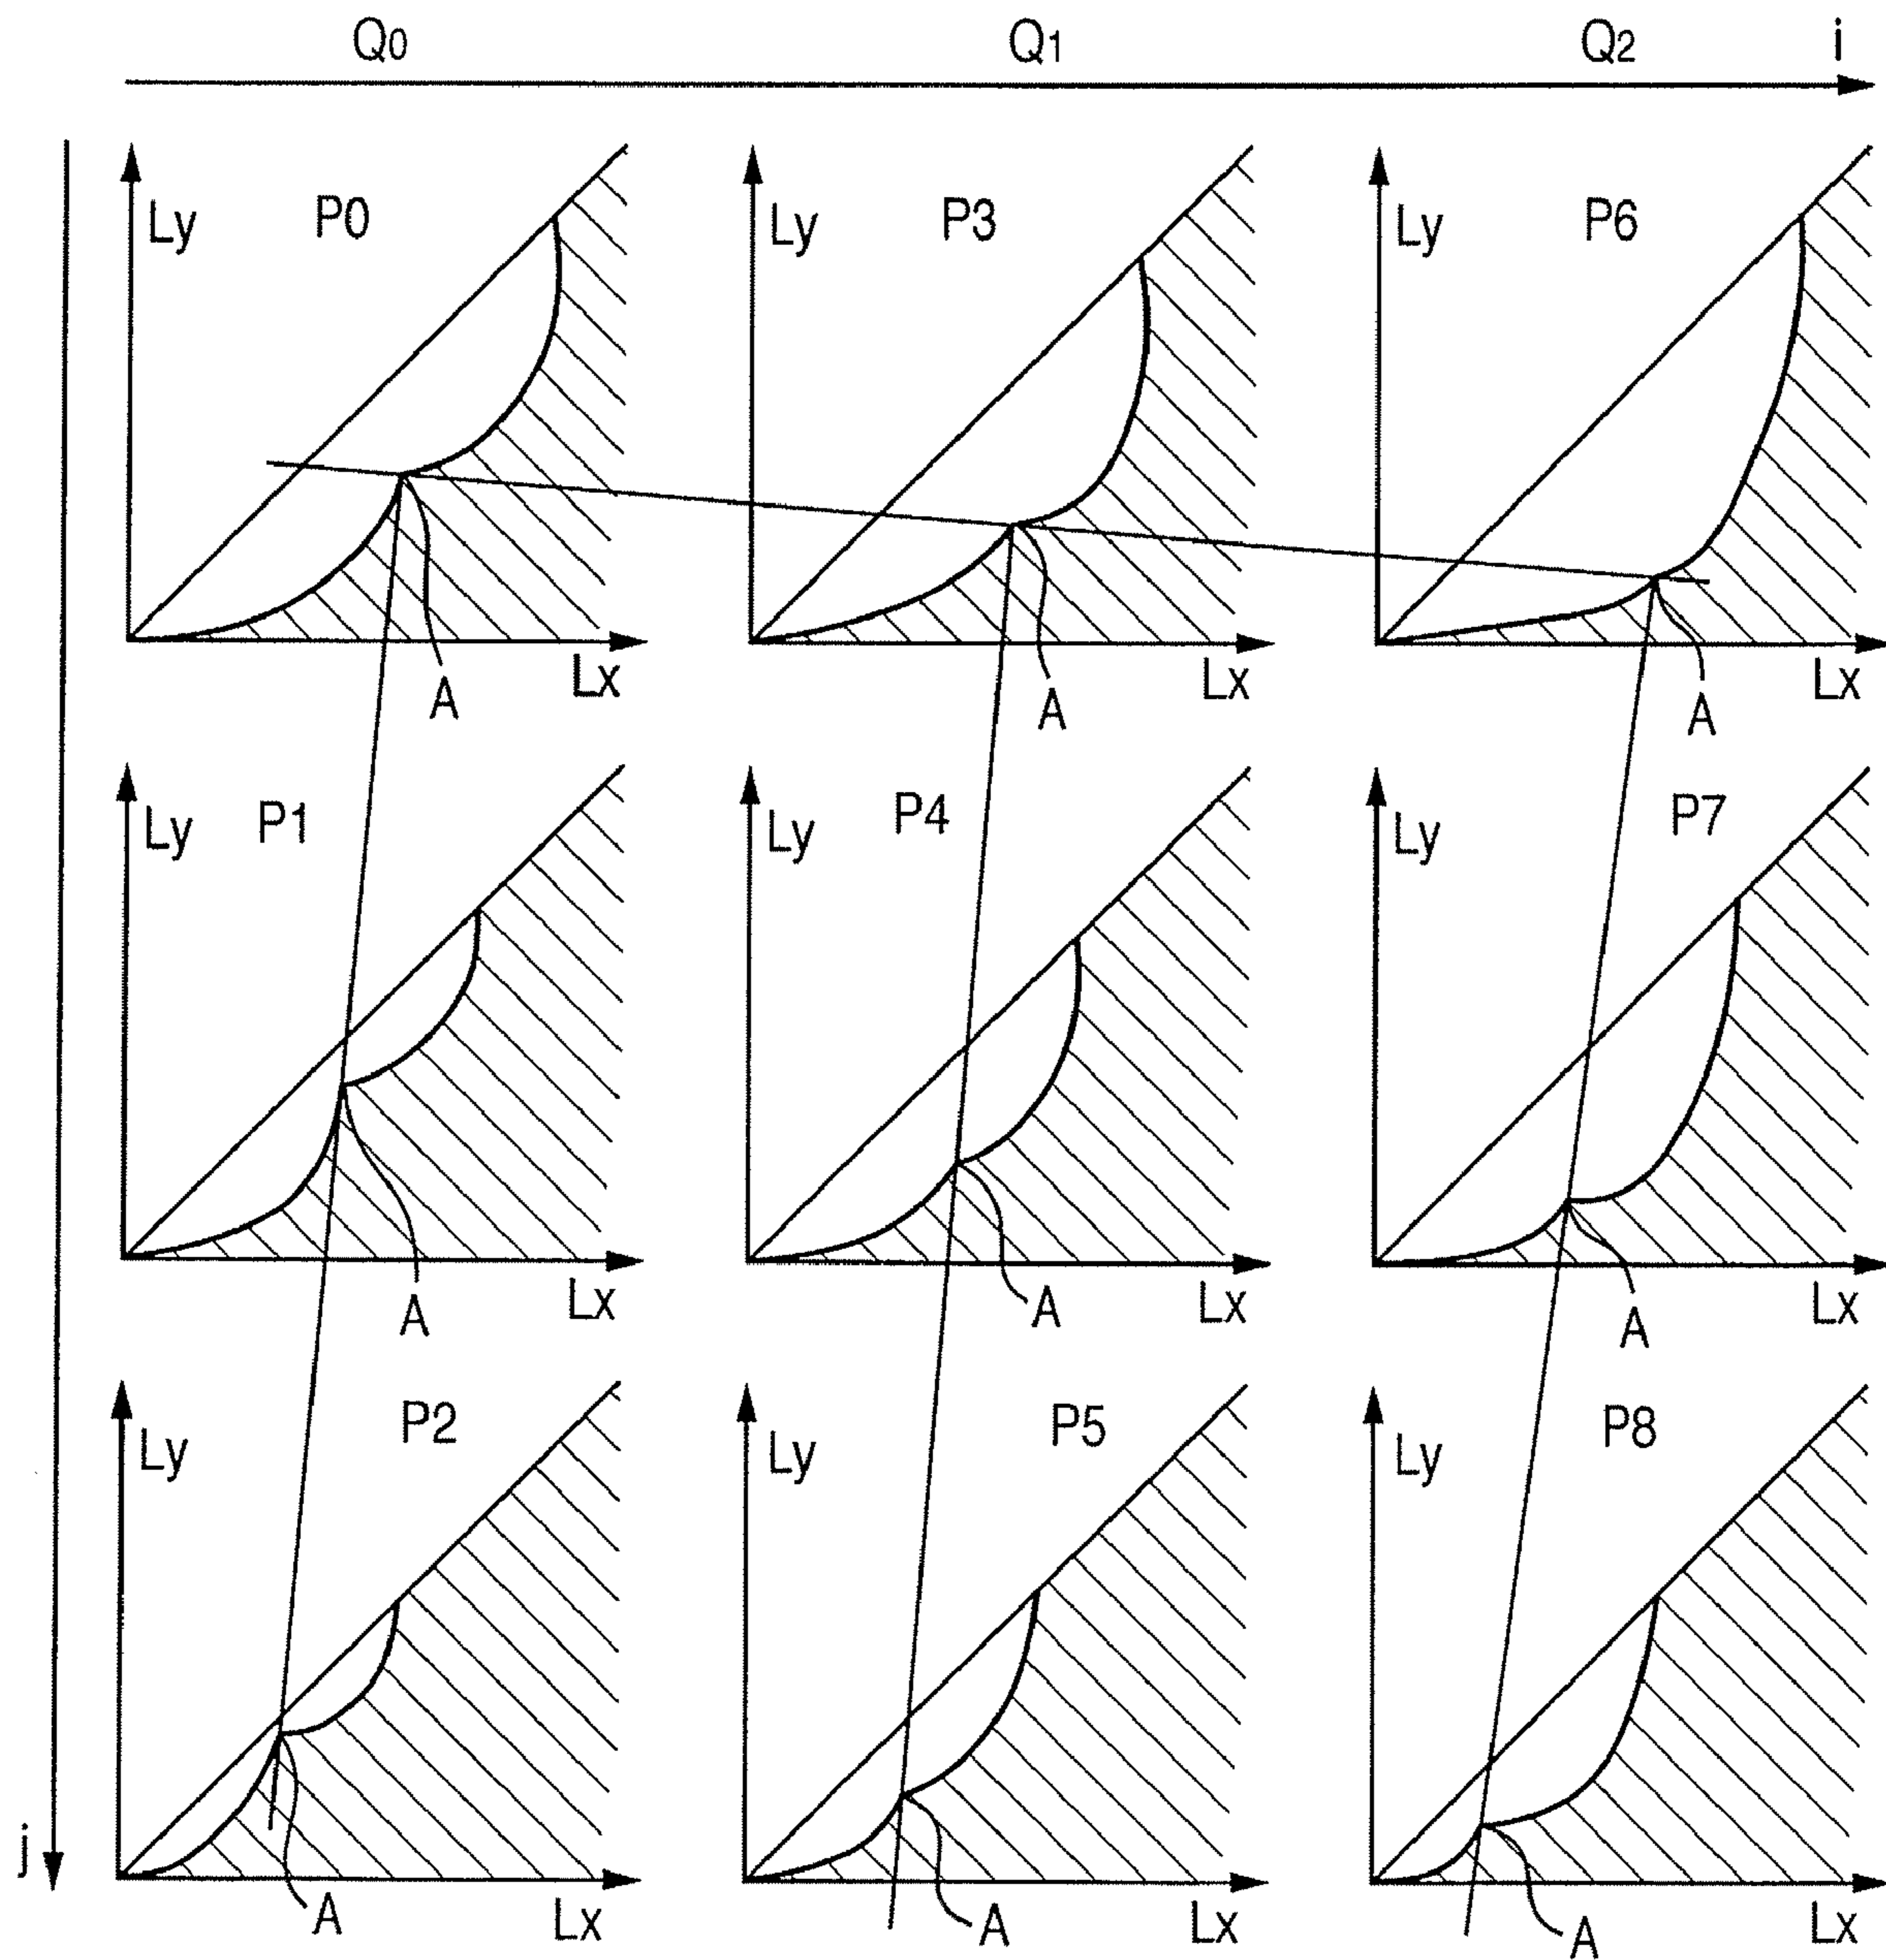 Q0 Q1 Q2 i
Ly P0 Ly P3 Ly P6
Lx Lx Lx
A A A
Ly P1 Ly P4 Ly P7
Lx Lx Lx
A A A
Ly P2 Ly P5 Ly P8
j
A Lx A Lx A Lx